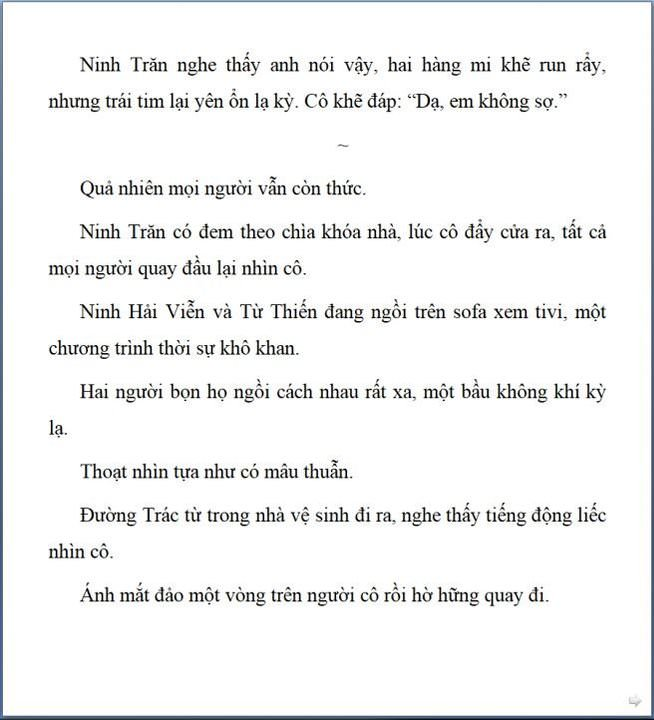 Ninh Trăn nghe thấy anh nói vậy, hai hàng mi khẽ run rẩy,
nhưng trái tim lại yên ổn lạ kỳ. Cô khẽ đáp: “Dạ, em không sợ.”
~
Quả nhiên mọi người vẫn còn thức.
Ninh Trăn có đem theo chìa khóa nhà, lúc cô đẩy cửa ra, tất cả
mọi người quay đầu lại nhìn cô.
Ninh Hải Viễn và Từ Thiến đang ngồi trên sofa xem tivi, một
chương trình thời sự khô khan.
Hai người bọn họ ngồi cách nhau rất xa, một bầu không khí kỳ
lạ.
Thoạt nhìn tựa như có mâu thuẫn.
Đường Trác từ trong nhà vệ sinh đi ra, nghe thấy tiếng động liếc
nhìn cô.
Ánh mắt đảo một vòng trên người cô rồi hờ hững quay đi.